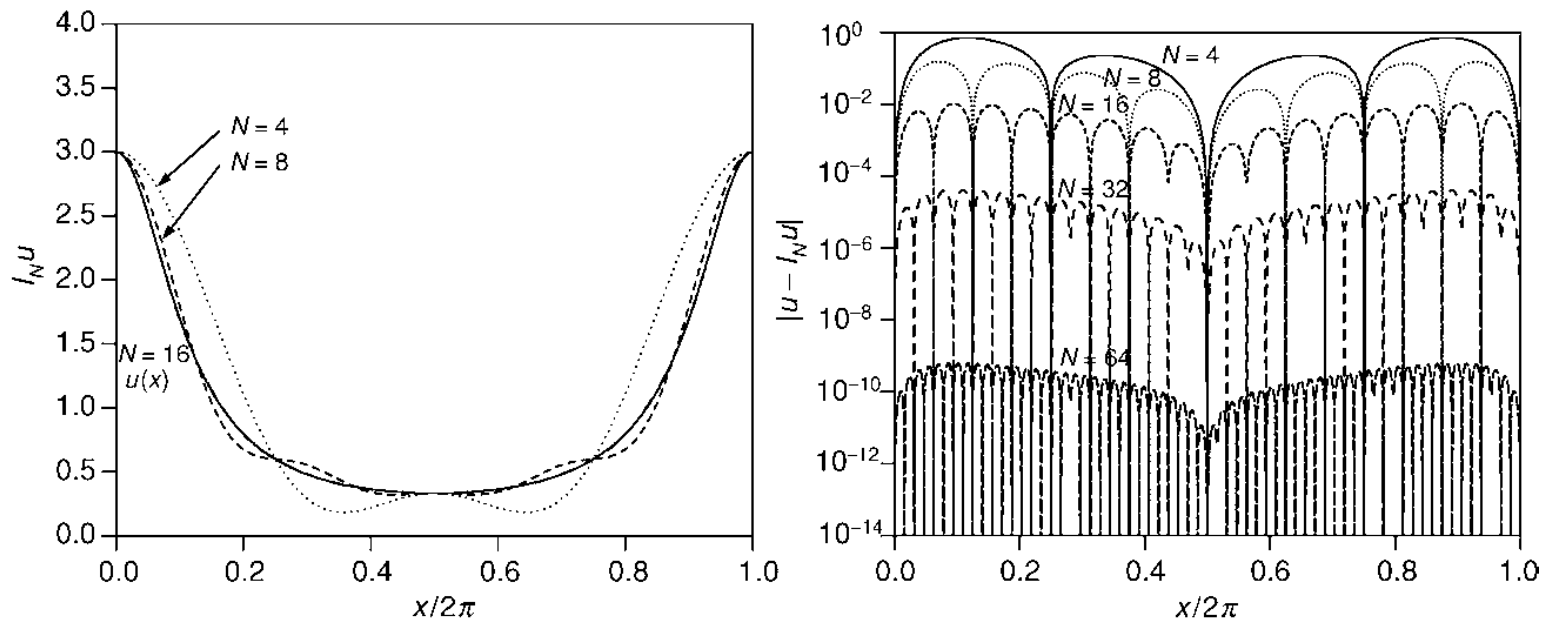 4.0
3.5
3.0
2.5
2.0
1.5
1.0
0.5
0.0
I_N u
N = 4
N = 8
N = 16
u(x)
0.0 0.2 0.4 0.6 0.8 1.0
x/2π
10⁰
10⁻²
10⁻⁴
10⁻⁶
10⁻⁸
10⁻¹⁰
10⁻¹²
10⁻¹⁴
|u − I_N u|
N = 4
N = 8
N = 16
N = 32
N = 64
0.0 0.2 0.4 0.6 0.8 1.0
x/2π